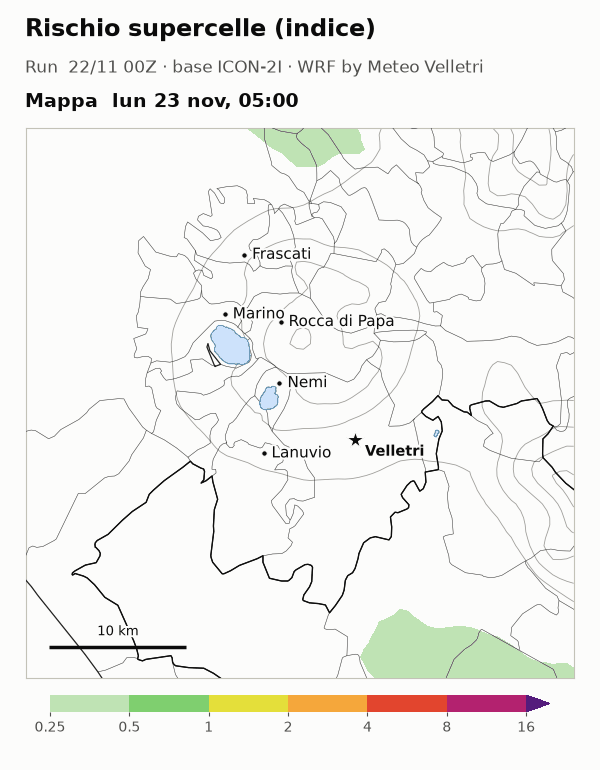 Rischio supercelle (indice)
Run  22/11 00Z · base ICON-2I · WRF by Meteo Velletri
Mappa  lun 23 nov, 05:00
Frascati
Marino
Rocca di Papa
Nemi
Velletri
Lanuvio
10 km
0.25 0.5 1 2 4 8 16